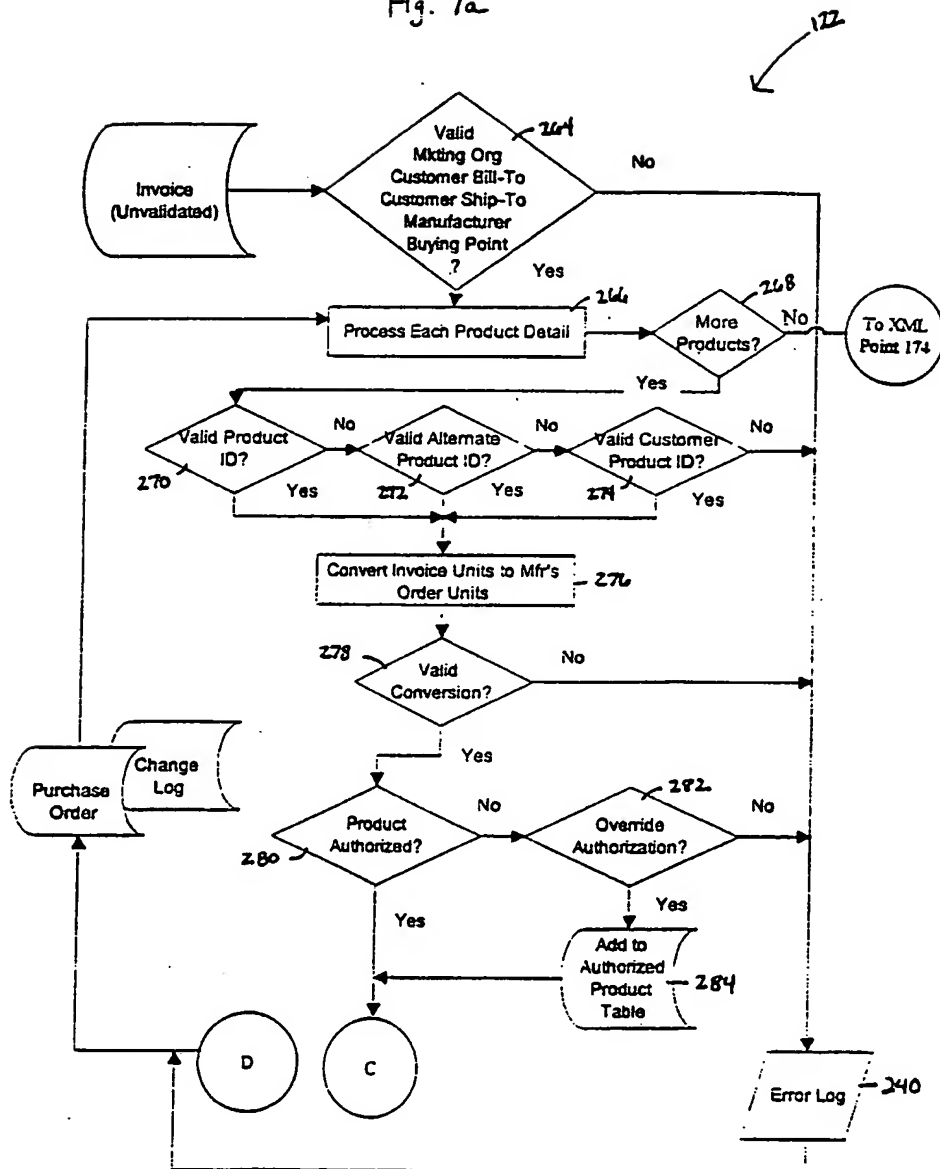 Fig. 7a
122
Invoice
(Unvalidated)
Valid
Mkting Org
Customer Bill-To
Customer Ship-To
Manufacturer
Buying Point
?
264
No
Yes
Process Each Product Detail
266
More
Products?
268
No
To XML
Point 174
Yes
Valid Product
ID?
270
No
Valid Alternate
Product ID?
272
No
Valid Customer
Product ID?
274
No
Yes
Yes
Yes
Convert Invoice Units to Mfr's
Order Units
276
278
Valid
Conversion?
No
Yes
Purchase
Order
Change
Log
Product
Authorized?
280
No
282
Override
Authorization?
No
Yes
Yes
Add to
Authorized
Product
Table
284
D
C
Error Log
240